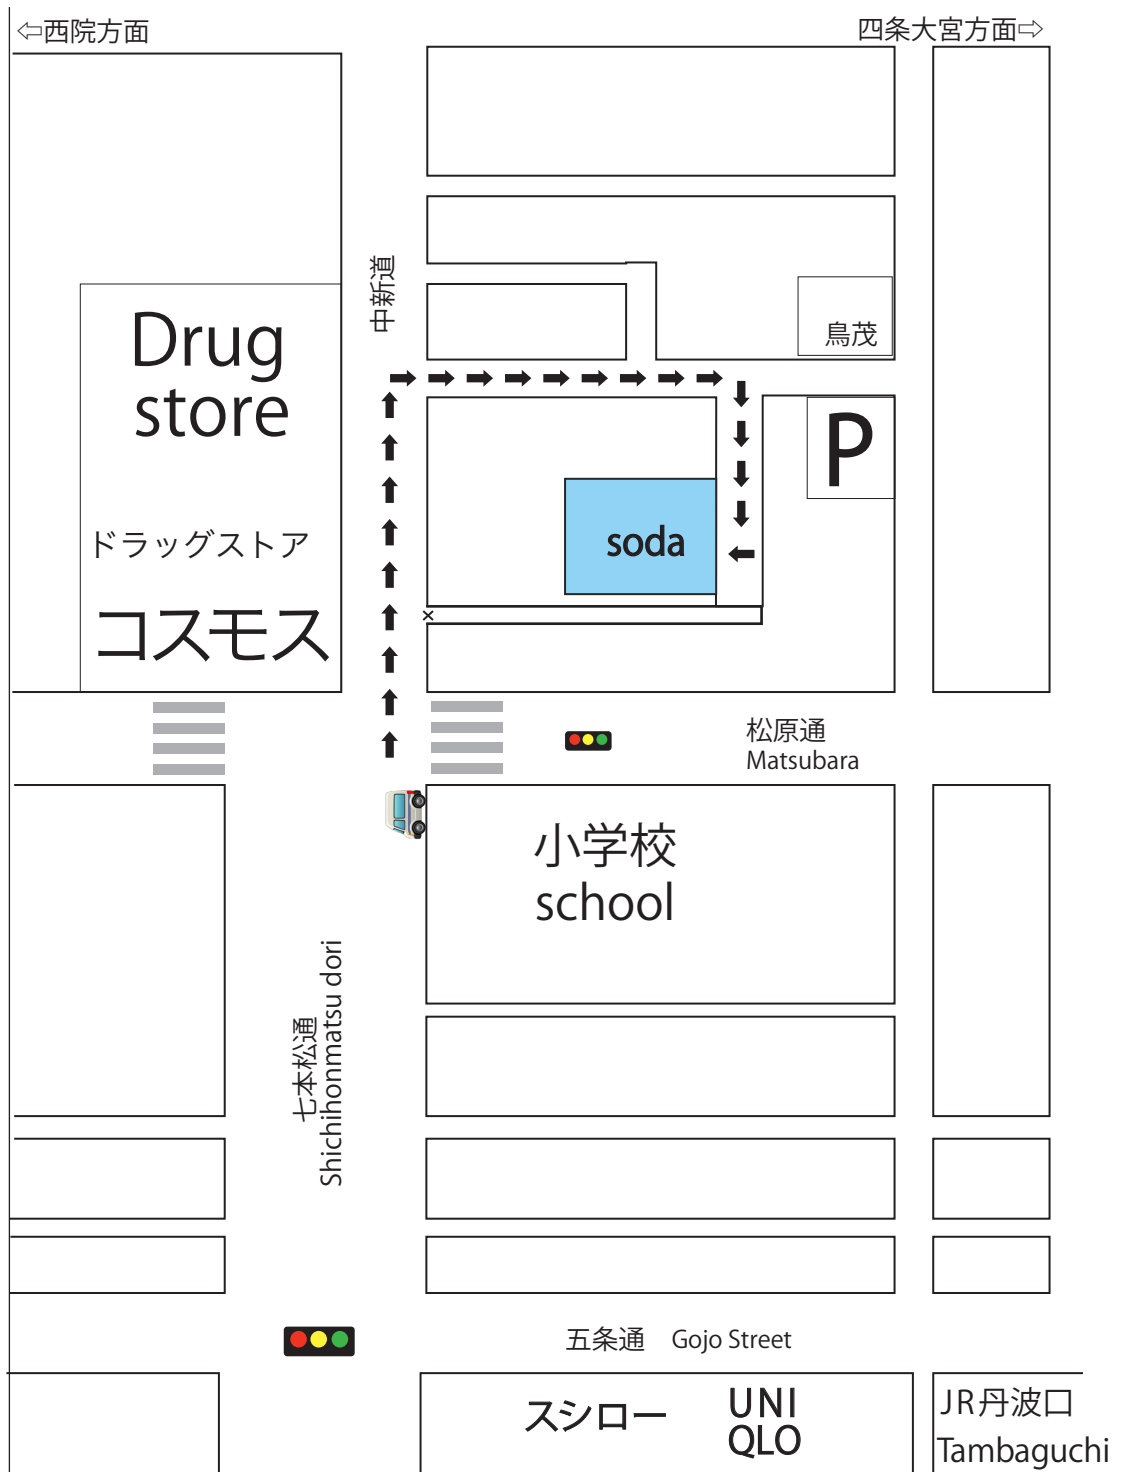 ⇦西院方面
四条大宮方面⇨
中新道
Drug
store
鳥茂
P
ドラッグストア
soda
コスモス
×
松原通
Matsubara
小学校
school
七本松通
Shichihonmatsu dori
五条通　Gojo Street
スシロー
UNI
QLO
JR丹波口
Tambaguchi